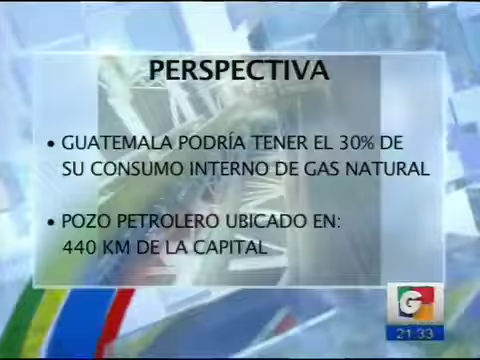 PERSPECTIVA
• GUATEMALA PODRÍA TENER EL 30% DE
SU CONSUMO INTERNO DE GAS NATURAL
• POZO PETROLERO UBICADO EN:
440 KM DE LA CAPITAL
G
21:33